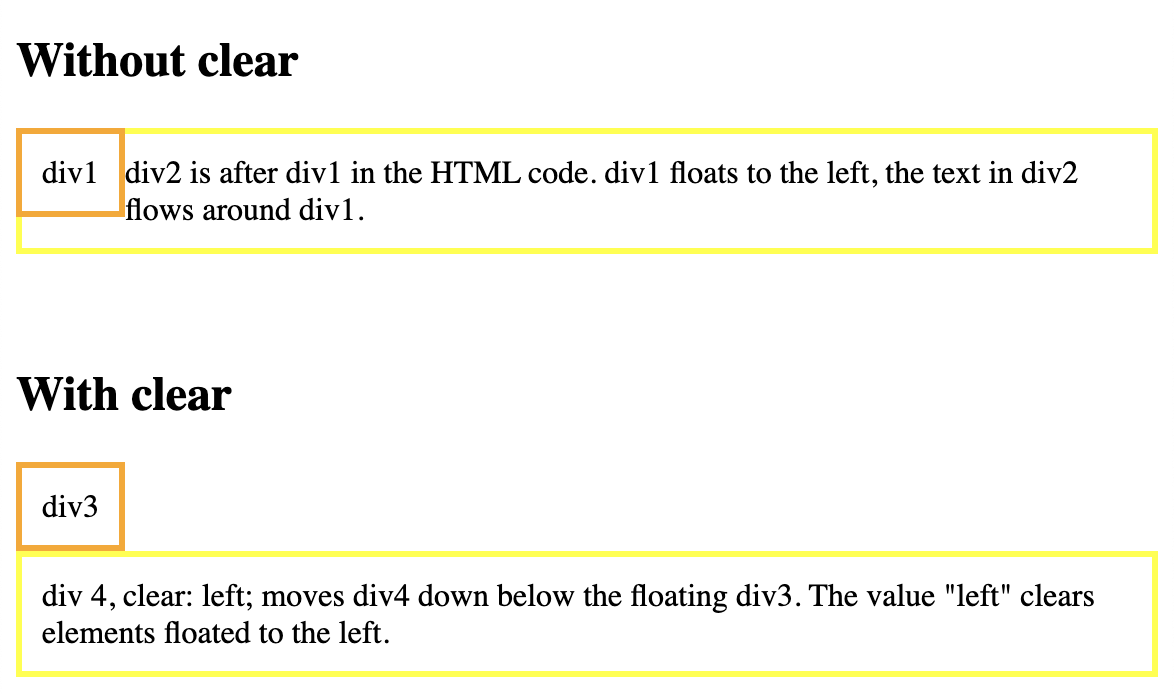 Without clear
div1
div2 is after div1 in the HTML code. div1 floats to the left, the text in div2
flows around div1.
With clear
div3
div 4, clear: left; moves div4 down below the floating div3. The value "left" clears
elements floated to the left.